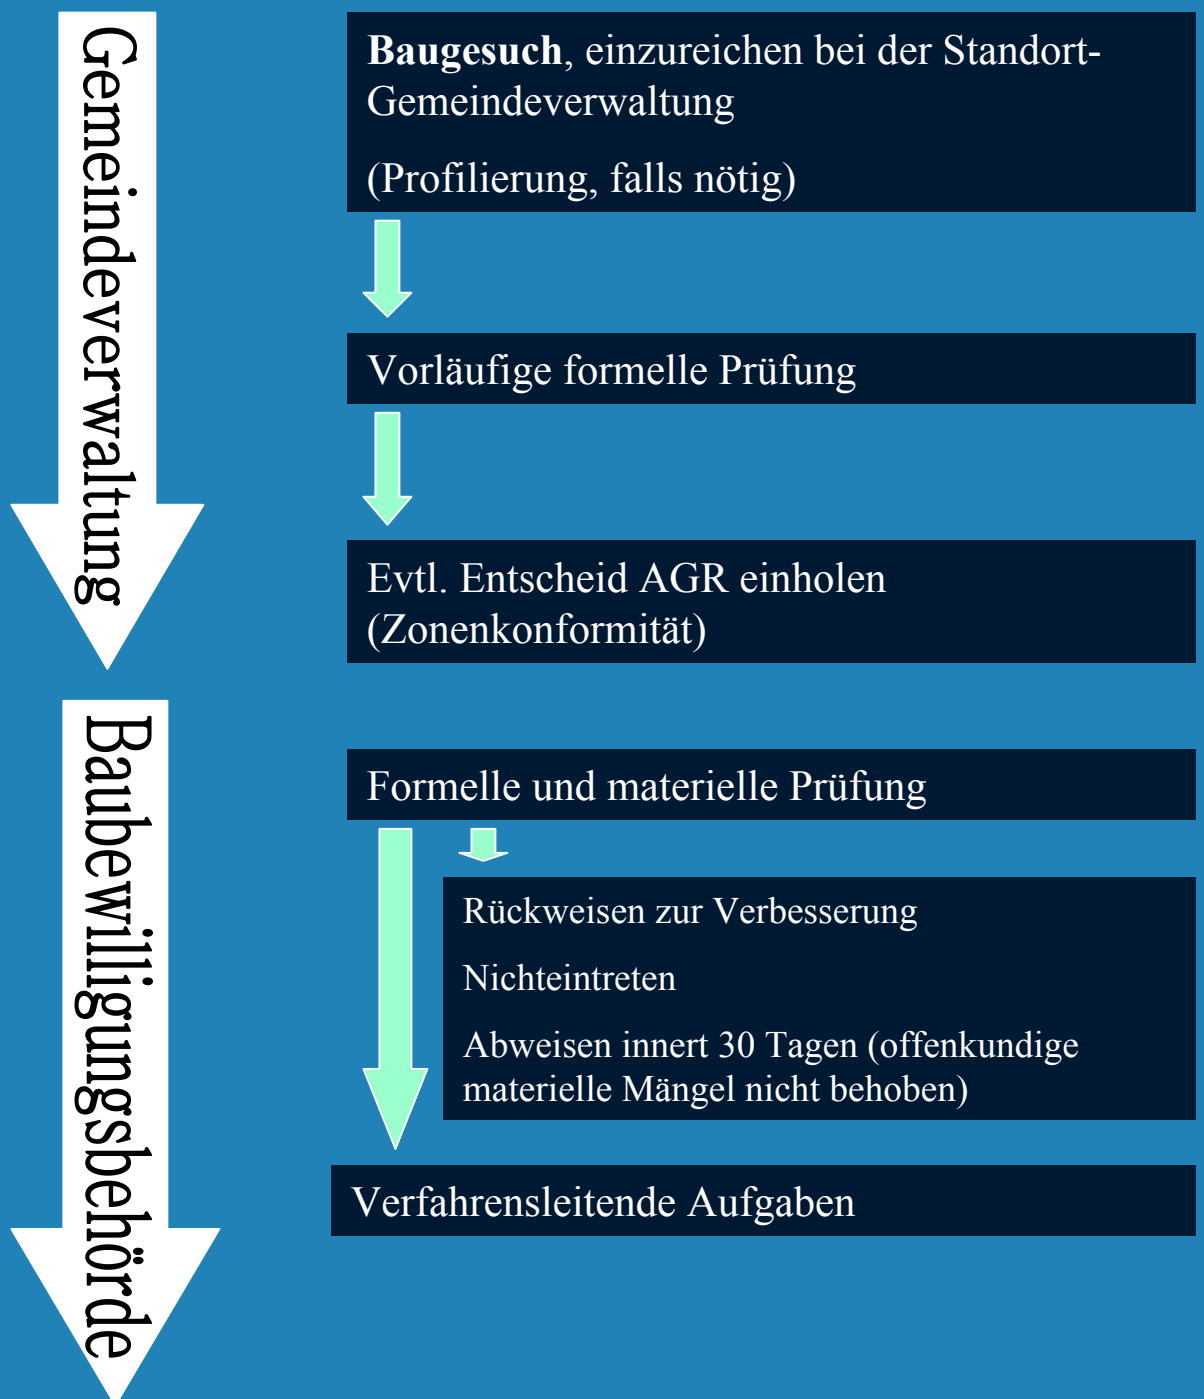 Gemeindeverwaltung
Baugesuch, einzureichen bei der Standort-
Gemeindeverwaltung
(Profilierung, falls nötig)
Vorläufige formelle Prüfung
Evtl. Entscheid AGR einholen
(Zonenkonformität)
Baubewilligungsbehörde
Formelle und materielle Prüfung
Rückweisen zur Verbesserung
Nichteintreten
Abweisen innert 30 Tagen (offenkundige
materielle Mängel nicht behoben)
Verfahrensleitende Aufgaben